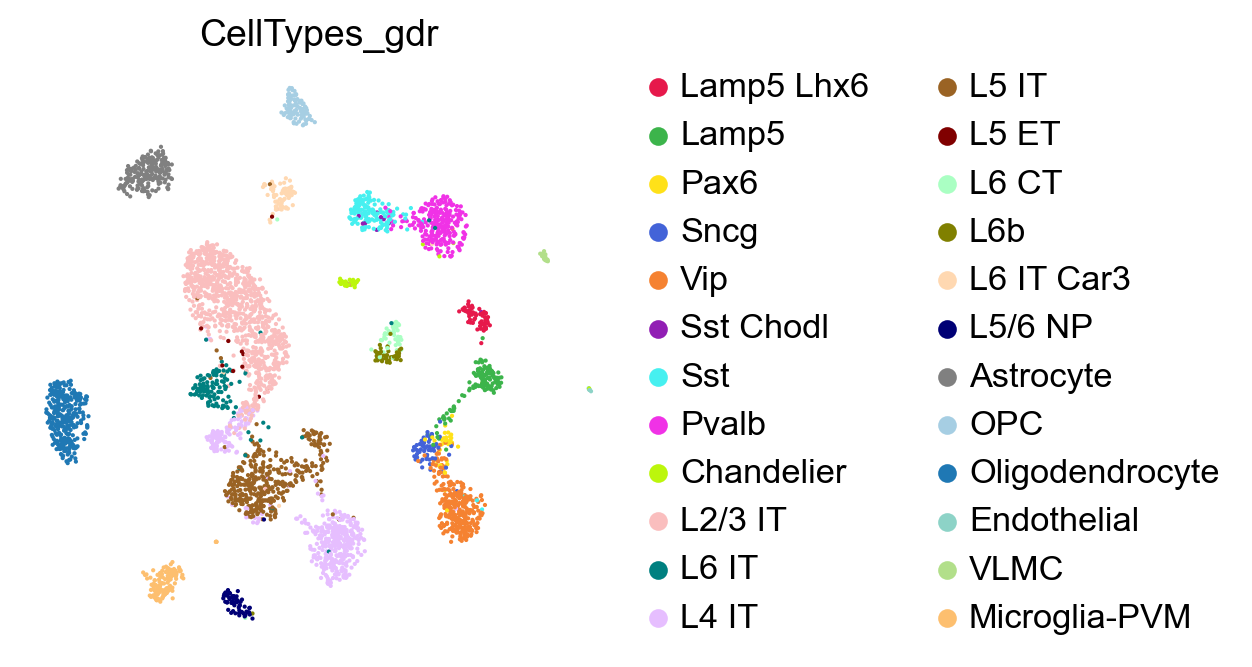 CellTypes_gdr
Lamp5 Lhx6
Lamp5
Pax6
Sncg
Vip
Sst Chodl
Sst
Pvalb
Chandelier
L2/3 IT
L6 IT
L4 IT
L5 IT
L5 ET
L6 CT
L6b
L6 IT Car3
L5/6 NP
Astrocyte
OPC
Oligodendrocyte
Endothelial
VLMC
Microglia-PVM